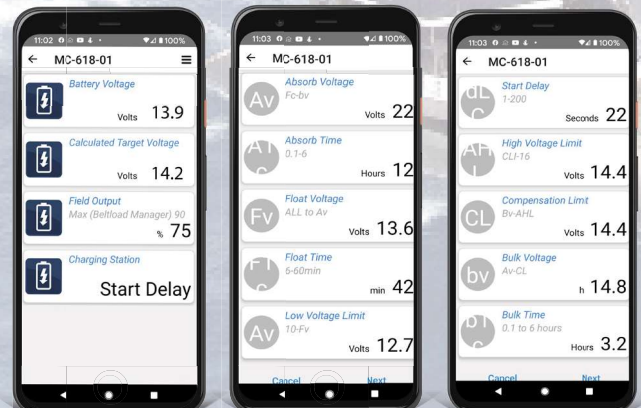 11:02 100%
MC-618-01
Battery Voltage
Volts 13.9
Calculated Target Voltage
Volts 14.2
Field Output
Max (Beltload Manager) 90
% 75
Charging Station
Start Delay
11:03 100%
MC-618-01
Av
Absorb Voltage
Fc-bv
Volts 22
Absorb Time
0.1-6
Hours 12
Fv
Float Voltage
ALL to Av
Volts 13.6
Float Time
6-60min
min 42
Av
Low Voltage Limit
10-Fv
Volts 12.7
Cancel Next
11:03 100%
MC-618-01
Start Delay
1-200
Seconds 22
High Voltage Limit
CLI-16
Volts 14.4
CL
Compensation Limt
Bv-AHL
Volts 14.4
bv
Bulk Voltage
Av-CL
h 14.8
Bulk Time
0.1 to 6 hours
Hours 3.2
Cancel Next